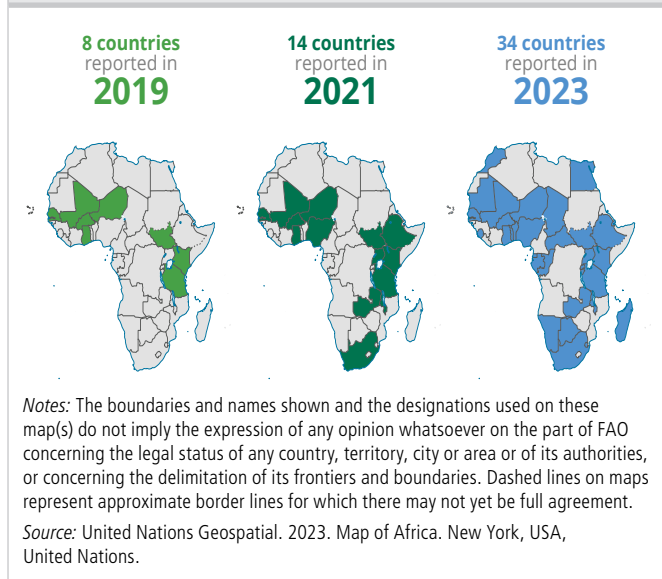 8 countries
reported in
2019
14 countries
reported in
2021
34 countries
reported in
2023
Notes: The boundaries and names shown and the designations used on these
map(s) do not imply the expression of any opinion whatsoever on the part of FAO
concerning the legal status of any country, territory, city or area or of its authorities,
or concerning the delimitation of its frontiers and boundaries. Dashed lines on maps
represent approximate border lines for which there may not yet be full agreement.
Source: United Nations Geospatial. 2023. Map of Africa. New York, USA,
United Nations.